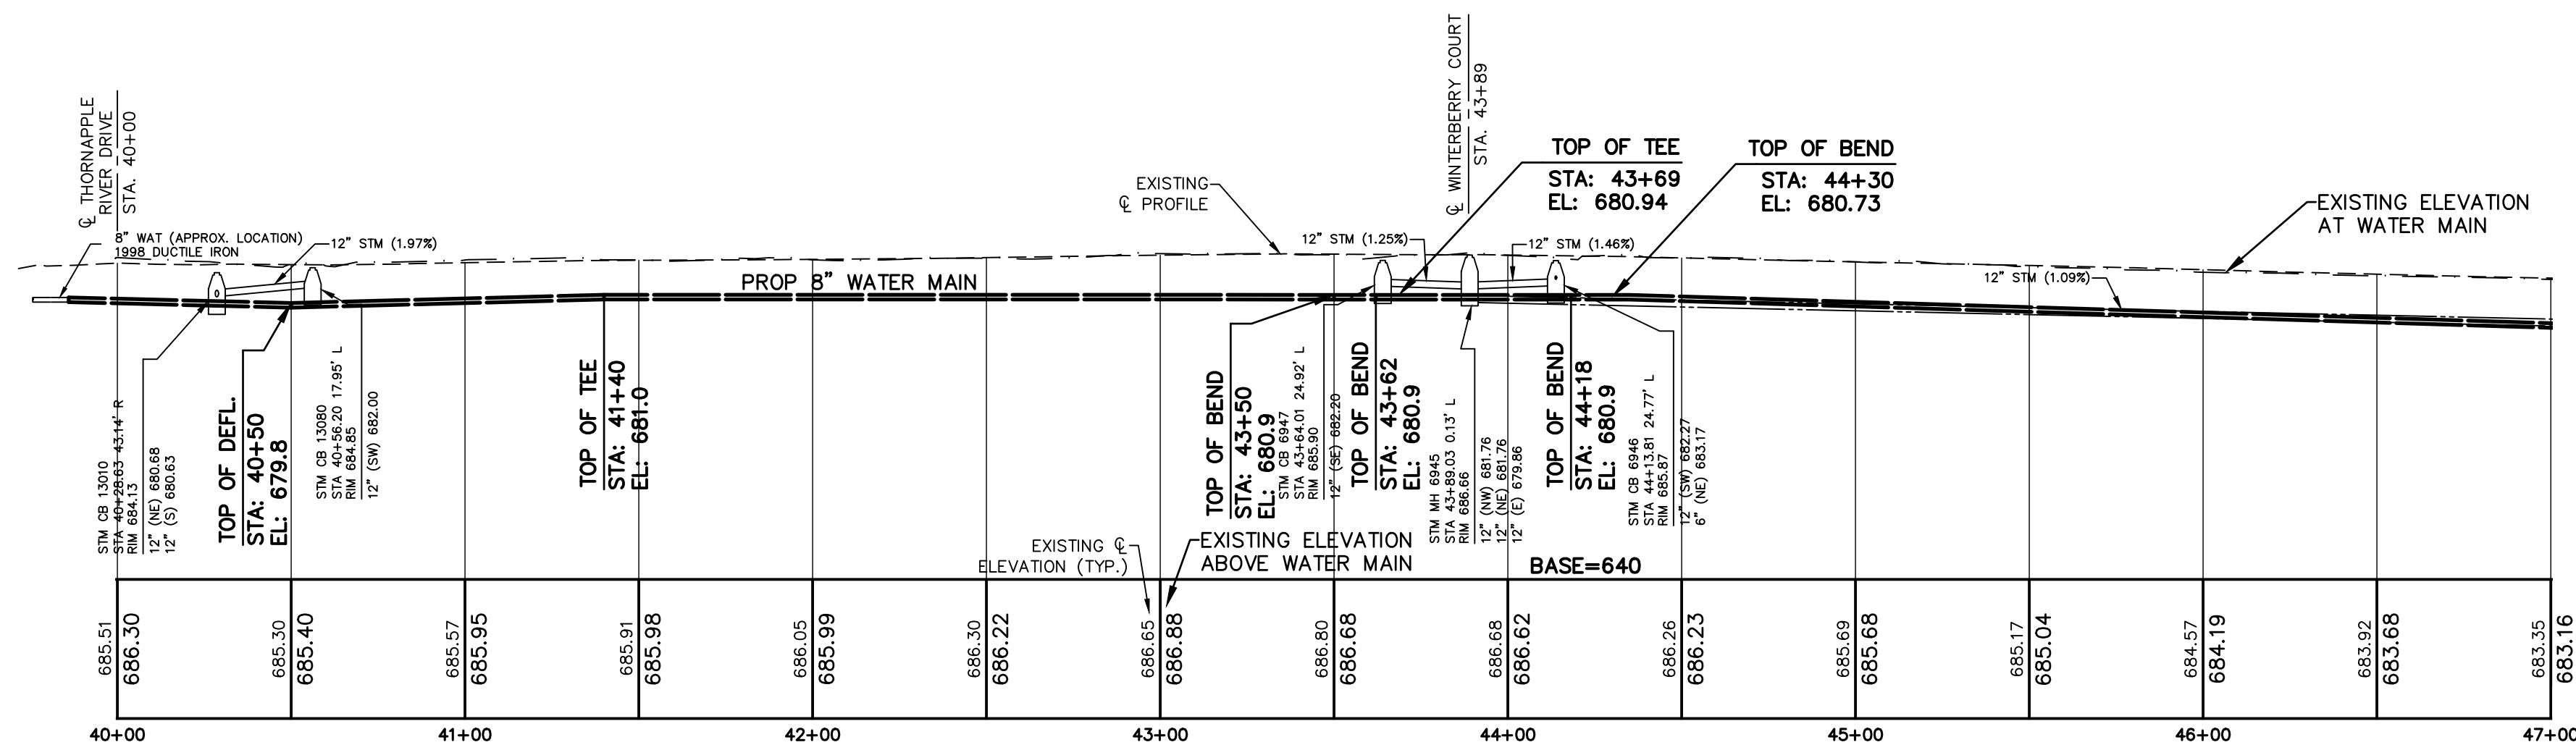 ℄ THORNAPPLE
RIVER DRIVE
STA. 40+00
8" WAT (APPROX. LOCATION)
1998 DUCTILE IRON
12" STM (1.97%)
PROP 8" WATER MAIN
EXISTING
℄ PROFILE
12" STM (1.25%)
℄ WINTERBERRY COURT
STA. 43+89
12" STM (1.46%)
TOP OF TEE
STA: 43+69
EL: 680.94
TOP OF BEND
STA: 44+30
EL: 680.73
EXISTING ELEVATION
AT WATER MAIN
12" STM (1.09%)
STM CB 13010
STA 40+28.63 43.14' R
RIM 684.13
12" (NE) 680.68
12" (S) 680.63
TOP OF DEFL.
STA: 40+50
EL: 679.8
STM CB 13080
STA 40+56.20 17.95' L
RIM 684.85
12" (SW) 682.00
TOP OF TEE
STA: 41+40
EL: 681.0
TOP OF BEND
STA: 43+50
EL: 680.9
STM CB 6947
STA 43+64.01 24.92' L
RIM 685.90
12" (SE) 682.20
TOP OF BEND
STA: 43+62
EL: 680.9
STM MH 6945
STA 43+89.03 0.13' L
RIM 686.66
12" (NW) 681.76
12" (NE) 681.76
12" (E) 679.86
TOP OF BEND
STA: 44+18
EL: 680.9
STM CB 6946
STA 44+13.81 24.77' L
RIM 685.87
12" (SW) 682.27
6" (NE) 683.17
EXISTING ℄
ELEVATION (TYP.)
EXISTING ELEVATION
ABOVE WATER MAIN
BASE=640
685.51
686.30
685.30
685.40
685.57
685.95
685.91
685.98
686.05
685.99
686.30
686.22
686.65
686.88
686.80
686.68
686.68
686.62
686.26
686.23
685.69
685.68
685.17
685.04
684.57
684.19
683.92
683.68
683.35
683.16
40+00
41+00
42+00
43+00
44+00
45+00
46+00
47+00